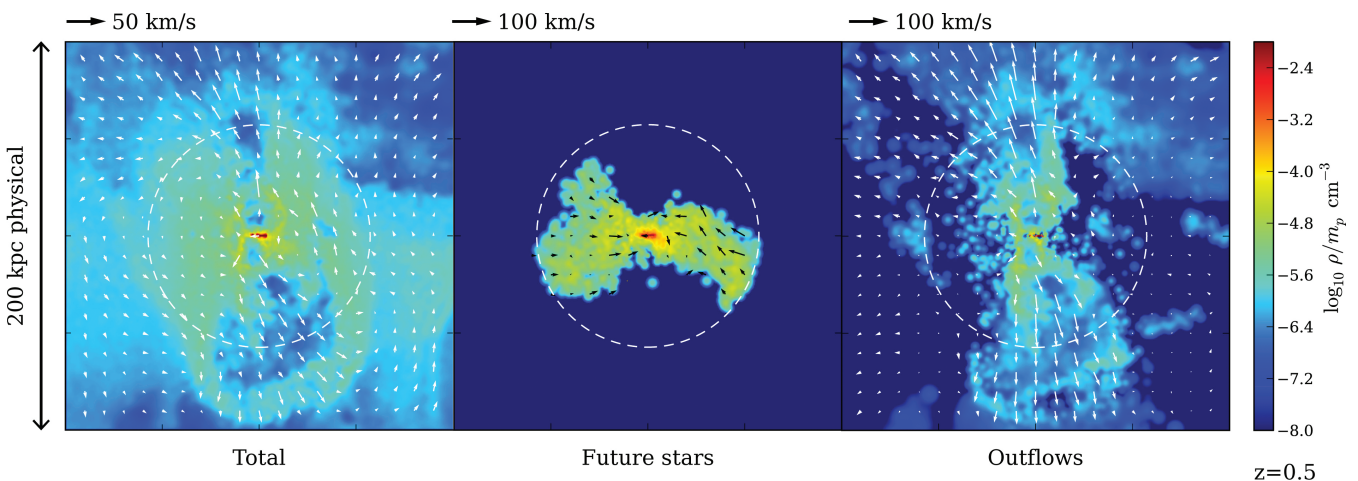 50 km/s
100 km/s
100 km/s
200 kpc physical
Total
Future stars
Outflows
−2.4
−3.2
−4.0
−4.8
−5.6
−6.4
−7.2
−8.0
log₁₀ ρ/mₚ cm⁻³
z=0.5